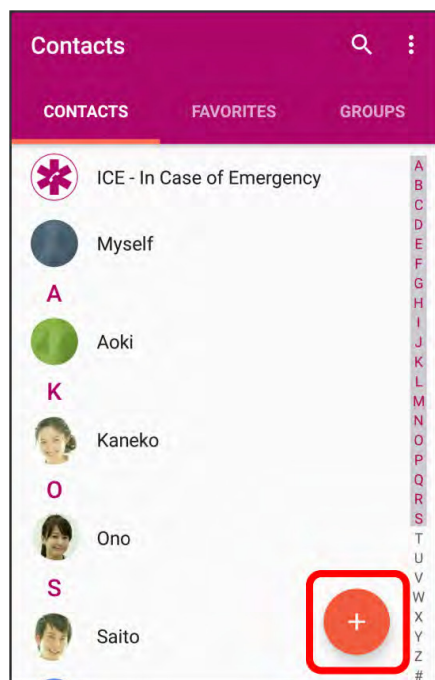 Contacts
CONTACTS FAVORITES GROUPS
ICE - In Case of Emergency
Myself
A
Aoki
K
Kaneko
O
Ono
S
Saito
+
A
B
C
D
E
F
G
H
I
J
K
L
M
N
O
P
Q
R
S
T
U
V
W
X
Y
Z
#